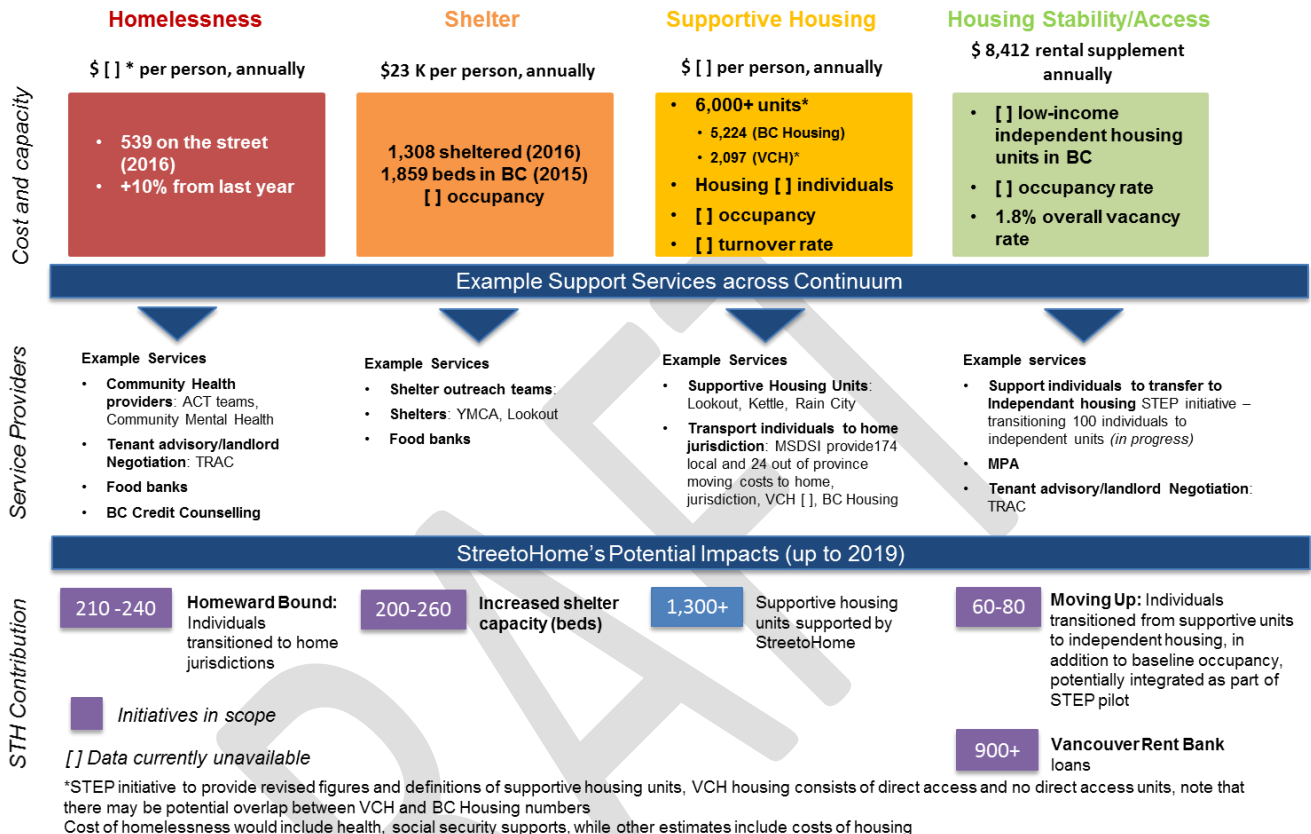 Homelessness
Shelter
Supportive Housing
Housing Stability/Access
$ [ ] * per person, annually
$23 K per person, annually
$ [ ] per person, annually
$ 8,412 rental supplement
annually
Cost and capacity
• 539 on the street
(2016)
• +10% from last year
1,308 sheltered (2016)
1,859 beds in BC (2015)
[ ] occupancy
• 6,000+ units*
• 5,224 (BC Housing)
• 2,097 (VCH)*
• Housing [ ] individuals
• [ ] occupancy
• [ ] turnover rate
• [ ] low-income
independent housing
units in BC
• [ ] occupancy rate
• 1.8% overall vacancy
rate
Example Support Services across Continuum
Service Providers
Example Services
• Community Health
providers: ACT teams,
Community Mental Health
• Tenant advisory/landlord
Negotiation: TRAC
• Food banks
• BC Credit Counselling
Example Services
• Shelter outreach teams:
• Shelters: YMCA, Lookout
• Food banks
Example Services
• Supportive Housing Units:
Lookout, Kettle, Rain City
• Transport individuals to home
jurisdiction: MSDSI provide174
local and 24 out of province
moving costs to home,
jurisdiction, VCH [ ], BC Housing
Example services
• Support individuals to transfer to
Independant housing STEP initiative –
transitioning 100 individuals to
independent units (in progress)
• MPA
• Tenant advisory/landlord Negotiation:
TRAC
StreetoHome's Potential Impacts (up to 2019)
STH Contribution
210 -240
Homeward Bound:
Individuals
transitioned to home
jurisdictions
200-260
Increased shelter
capacity (beds)
1,300+
Supportive housing
units supported by
StreetoHome
60-80
Moving Up: Individuals
transitioned from supportive units
to independent housing, in
addition to baseline occupancy,
potentially integrated as part of
STEP pilot
900+
Vancouver Rent Bank
loans
Initiatives in scope
[ ] Data currently unavailable
*STEP initiative to provide revised figures and definitions of supportive housing units, VCH housing consists of direct access and no direct access units, note that
there may be potential overlap between VCH and BC Housing numbers
Cost of homelessness would include health, social security supports, while other estimates include costs of housing
DRAFT